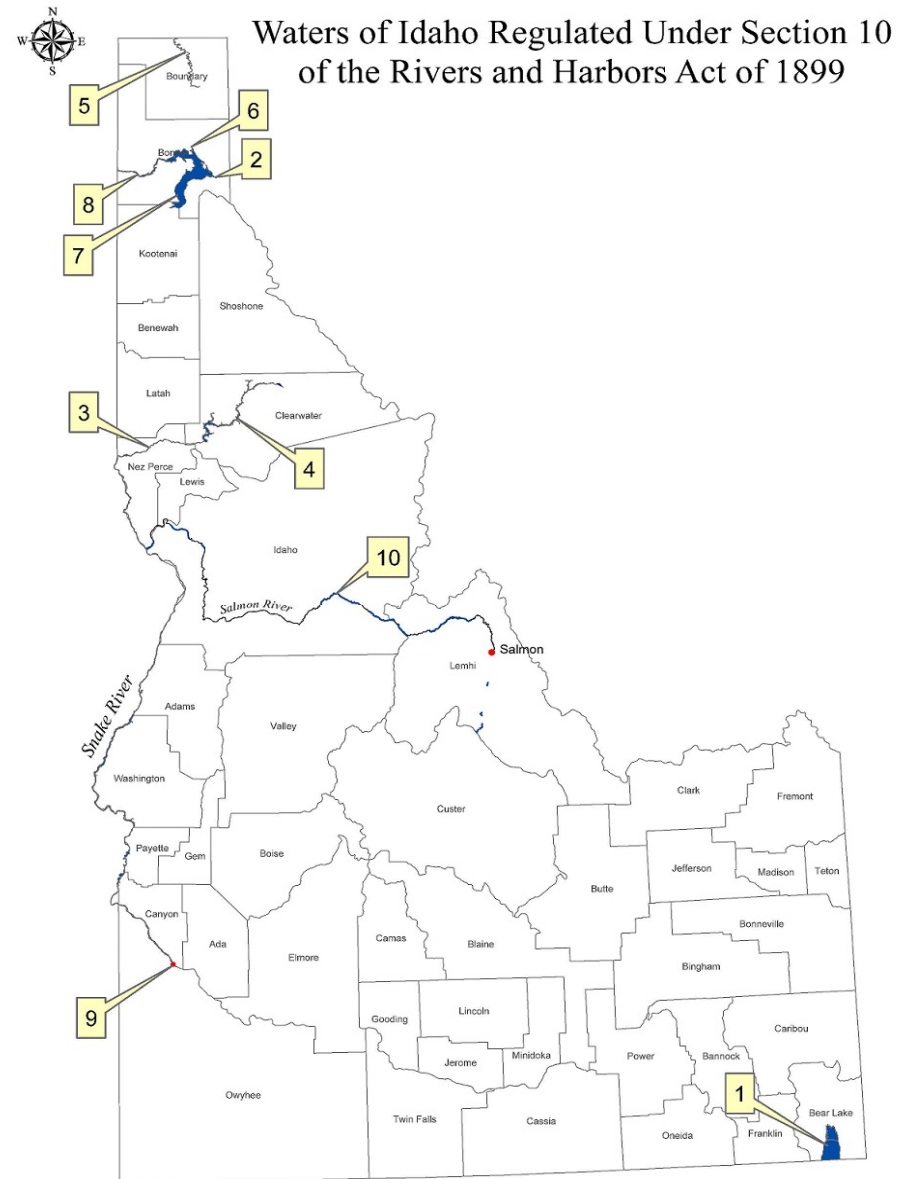 N
W E
S
Waters of Idaho Regulated Under Section 10
of the Rivers and Harbors Act of 1899
Boundary
5
6
Bonner
2
8
7
Kootenai
Shoshone
Benewah
Latah
3
Clearwater
4
Nez Perce
Lewis
Idaho
10
Salmon River
Salmon
Lemhi
Snake River
Adams
Valley
Washington
Custer
Clark
Fremont
Payette
Gem
Boise
Butte
Jefferson
Madison
Teton
Canyon
Ada
Elmore
Camas
Blaine
Bonneville
Bingham
9
Gooding
Lincoln
Jerome
Minidoka
Power
Bannock
Caribou
Owyhee
Twin Falls
Cassia
Oneida
Franklin
1
Bear Lake